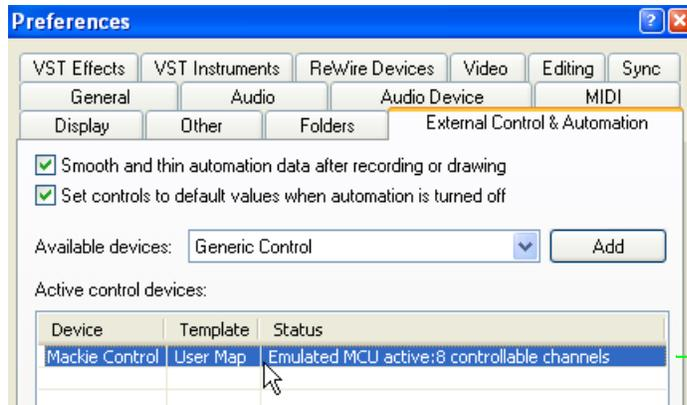 Preferences
VST Effects VST Instruments ReWire Devices Video Editing Sync
General Audio Audio Device MIDI
Display Other Folders External Control & Automation
Smooth and thin automation data after recording or drawing
Set controls to default values when automation is turned off
Available devices: Generic Control Add
Active control devices:
Device Template Status
Mackie Control User Map Emulated MCU active:8 controllable channels